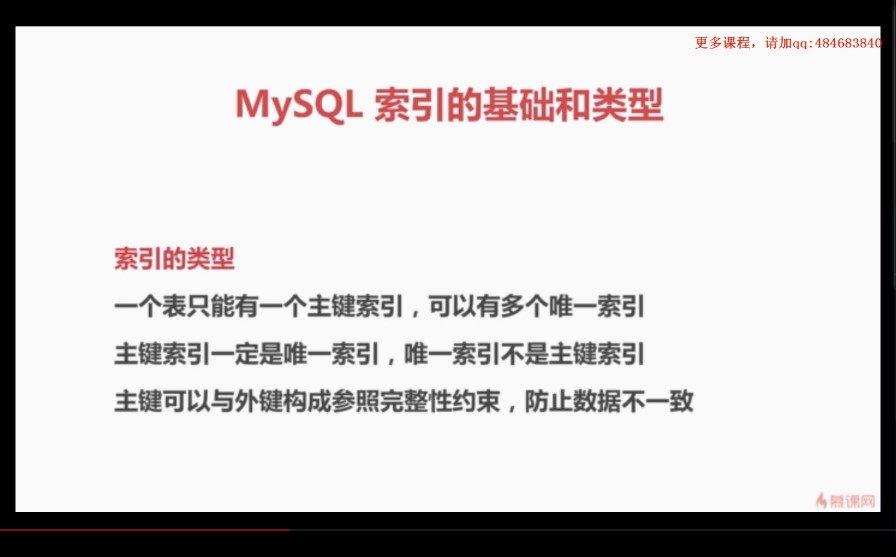 更多课程，请加qq:484683840
MySQL 索引的基础和类型
索引的类型
一个表只能有一个主键索引，可以有多个唯一索引
主键索引一定是唯一索引，唯一索引不是主键索引
主键可以与外键构成参照完整性约束，防止数据不一致
慕课网